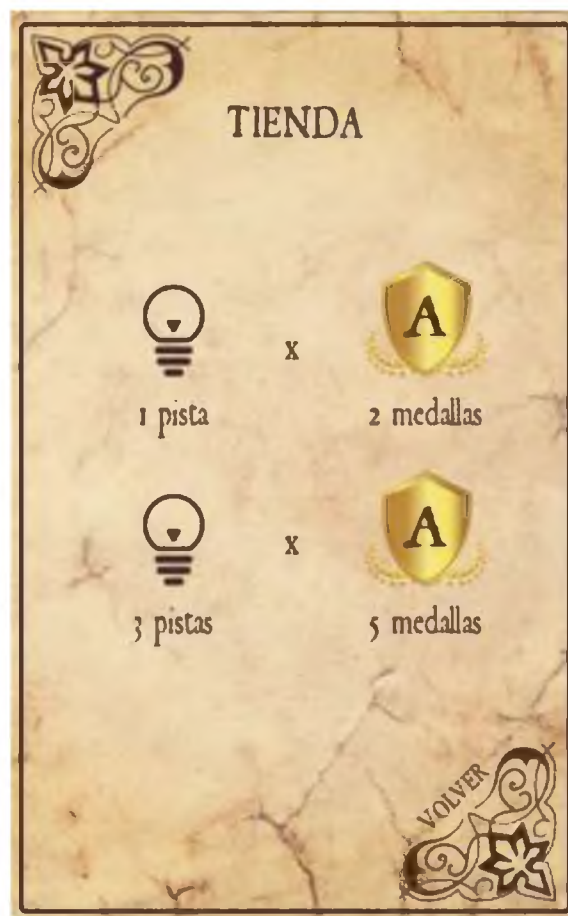 TIENDA
A
x
1 pista
2 medallas
A
x
3 pistas
5 medallas
VOLVER